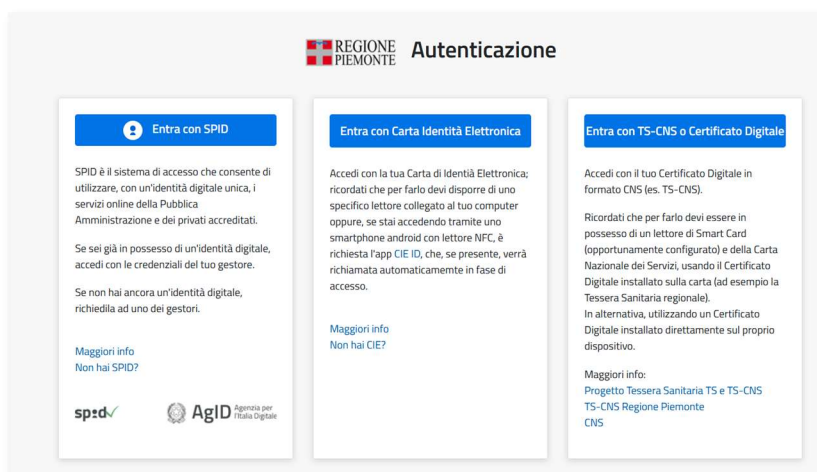 REGIONE
PIEMONTE
Autenticazione
Entra con SPID
SPID è il sistema di accesso che consente di
utilizzare, con un'identità digitale unica, i
servizi online della Pubblica
Amministrazione e dei privati accreditati.
Se sei già in possesso di un'identità digitale,
accedi con le credenziali del tuo gestore.
Se non hai ancora un'identità digitale,
richiedila ad uno dei gestori.
Maggiori info
Non hai SPID?
spid
AgID Agenzia per
l'Italia Digitale
Entra con Carta Identità Elettronica
Accedi con la tua Carta di Identià Elettronica;
ricordati che per farlo devi disporre di uno
specifico lettore collegato al tuo computer
oppure, se stai accedendo tramite uno
smartphone android con lettore NFC, è
richiesta l'app CIE ID, che, se presente, verrà
richiamata automaticamemte in fase di
accesso.
Maggiori info
Non hai CIE?
Entra con TS-CNS o Certificato Digitale
Accedi con il tuo Certificato Digitale in
formato CNS (es. TS-CNS).
Ricordati che per farlo devi essere in
possesso di un lettore di Smart Card
(opportunamente configurato) e della Carta
Nazionale dei Servizi, usando il Certificato
Digitale installato sulla carta (ad esempio la
Tessera Sanitaria regionale).
In alternativa, utilizzando un Certificato
Digitale installato direttamente sul proprio
dispositivo.
Maggiori info:
Progetto Tessera Sanitaria TS e TS-CNS
TS-CNS Regione Piemonte
CNS